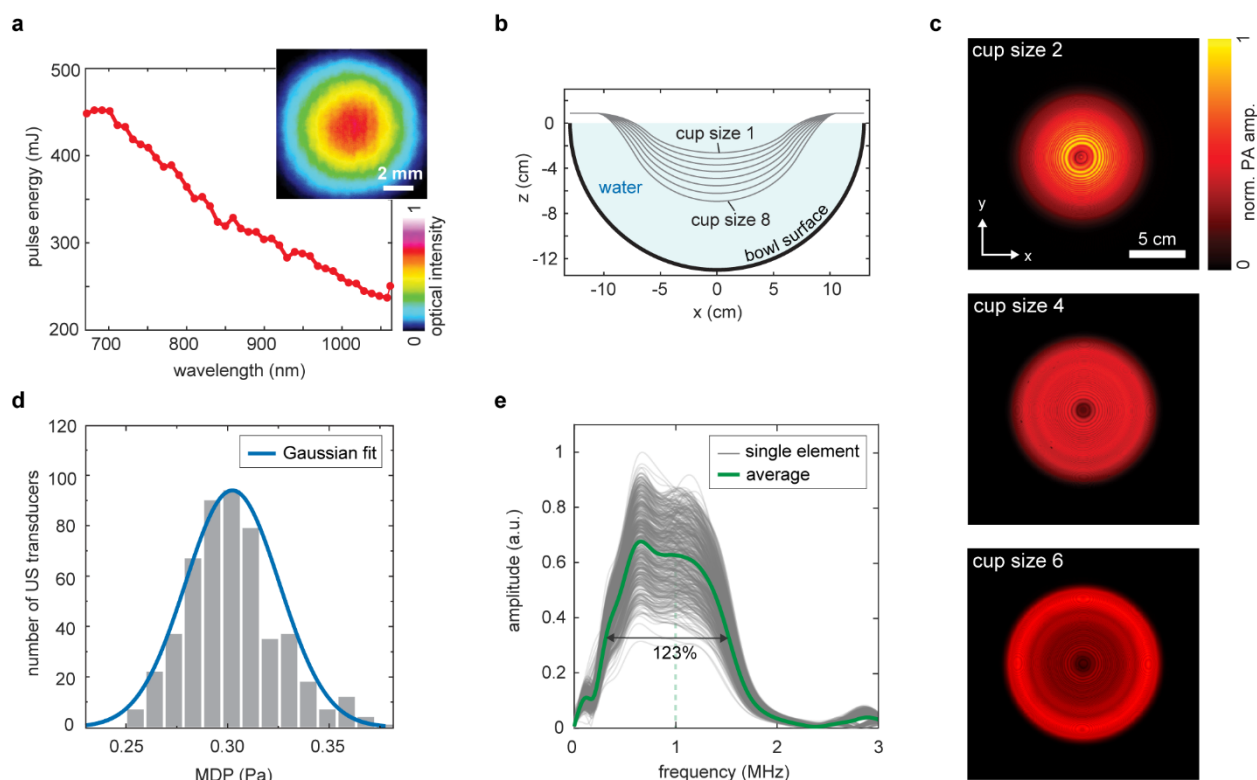 a
500
400
300
200
pulse energy (mJ)
700
800
900
1000
wavelength (nm)
2 mm
0
1
optical intensity
b
0
-4
-8
-12
z (cm)
-10
-5
0
5
10
x (cm)
cup size 1
cup size 8
water
bowl surface
c
cup size 2
y
x
5 cm
0
1
norm. PA amp.
cup size 4
cup size 6
d
120
100
80
60
40
20
0
number of US transducers
0.25
0.30
0.35
MDP (Pa)
Gaussian fit
e
1
0.8
0.6
0.4
0.2
0
amplitude (a.u.)
0
1
2
3
frequency (MHz)
single element
average
123%